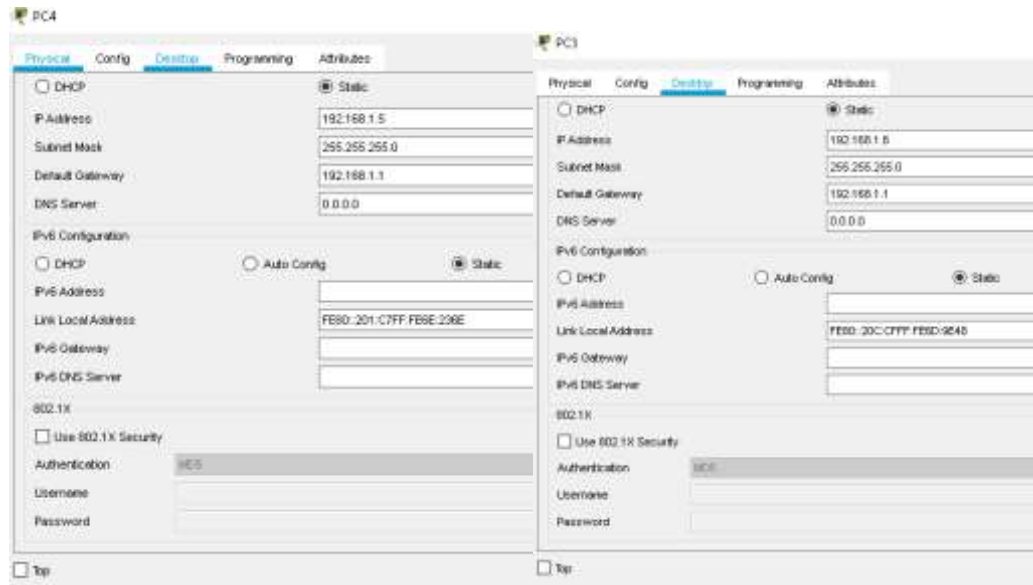 PC4
Physical Config Desktop Programming Attributes
DHCP Static
IP Address 192.168.1.5
Subnet Mask 255.255.255.0
Default Gateway 192.168.1.1
DNS Server 0.0.0.0
IPv6 Configuration
DHCP Auto Config Static
IPv6 Address
Link Local Address FE80::201:C7FF:FE6E:236E
IPv6 Gateway
IPv6 DNS Server
802.1X
Use 802.1X Security
Authentication MD5
Username
Password
Top
PC3
Physical Config Desktop Programming Attributes
DHCP Static
IP Address 192.168.1.6
Subnet Mask 255.255.255.0
Default Gateway 192.168.1.1
DNS Server 0.0.0.0
IPv6 Configuration
DHCP Auto Config Static
IPv6 Address
Link Local Address
IPv6 Gateway
IPv6 DNS Server
802.1X
Use 802.1X Security
Authentication MD5
Username
Password
Top